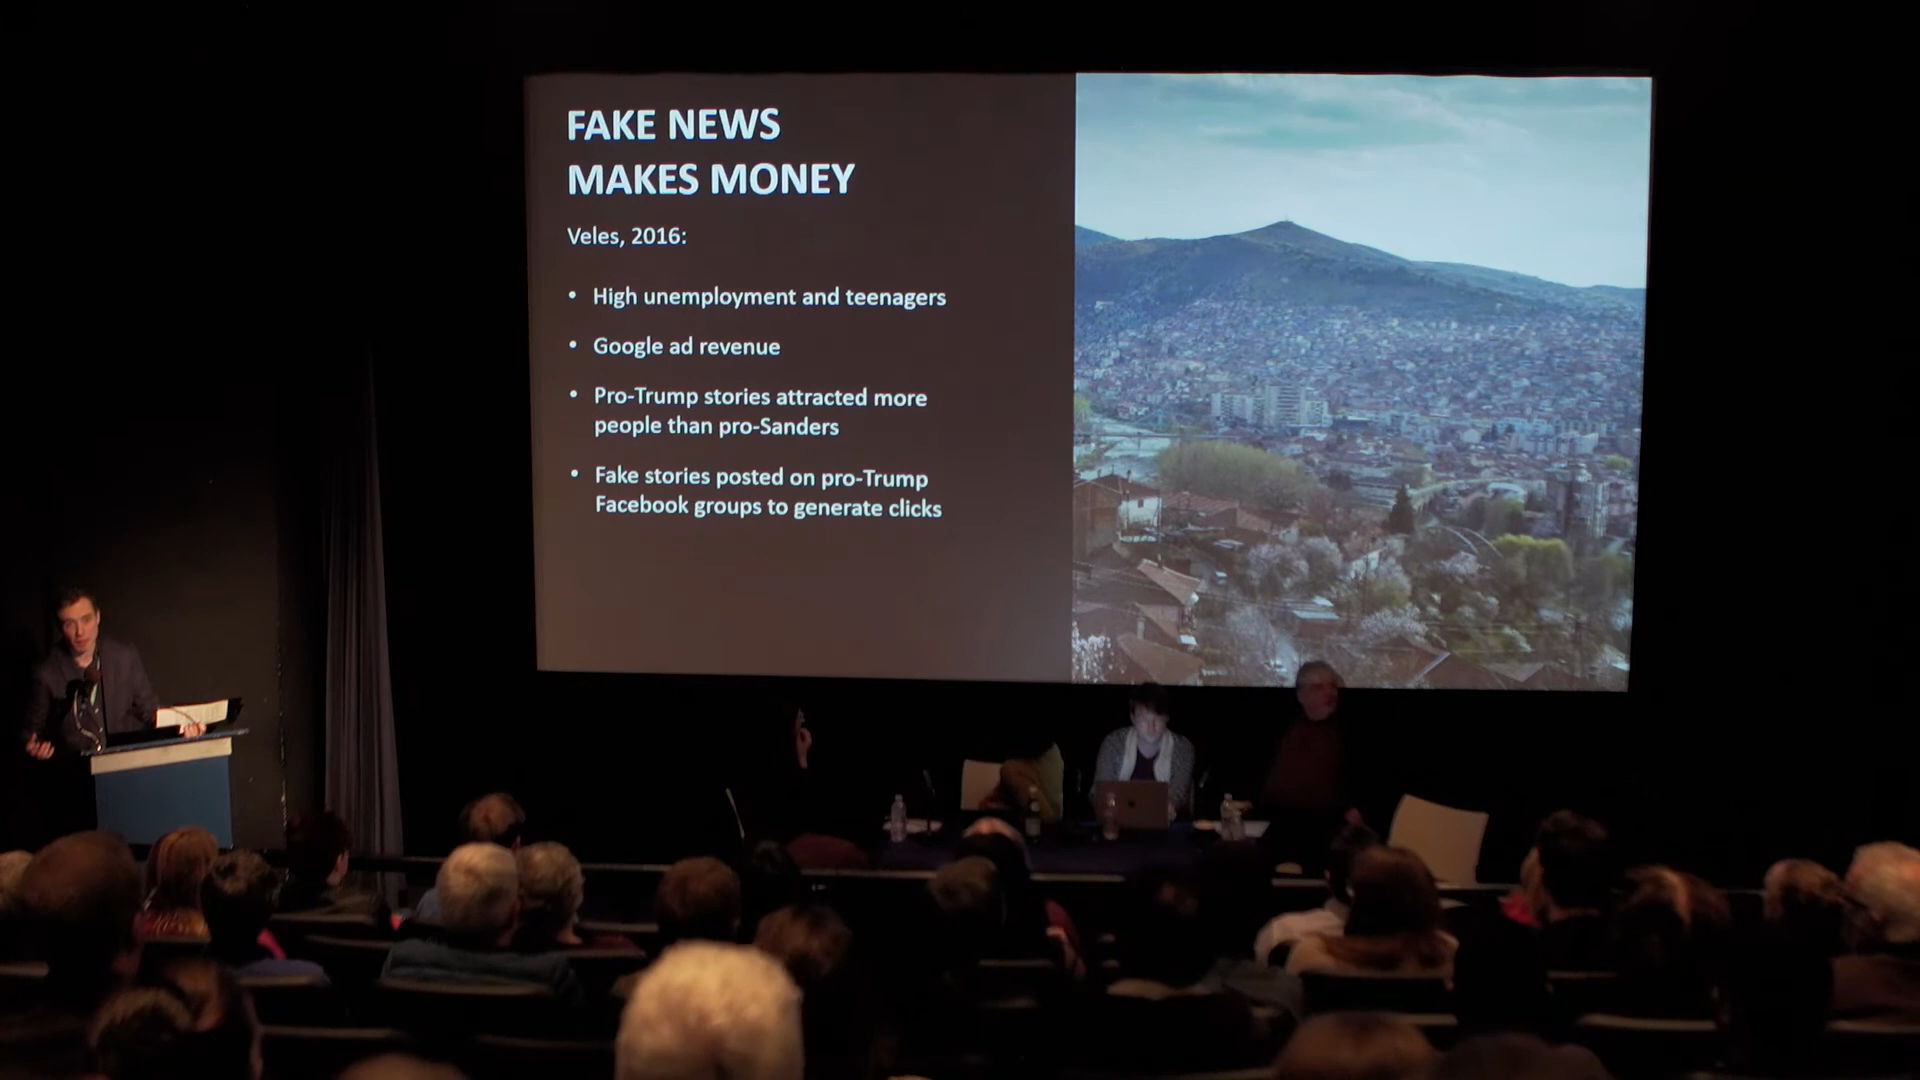 FAKE NEWS
MAKES MONEY
Veles, 2016:
• High unemployment and teenagers
• Google ad revenue
• Pro-Trump stories attracted more
people than pro-Sanders
• Fake stories posted on pro-Trump
Facebook groups to generate clicks